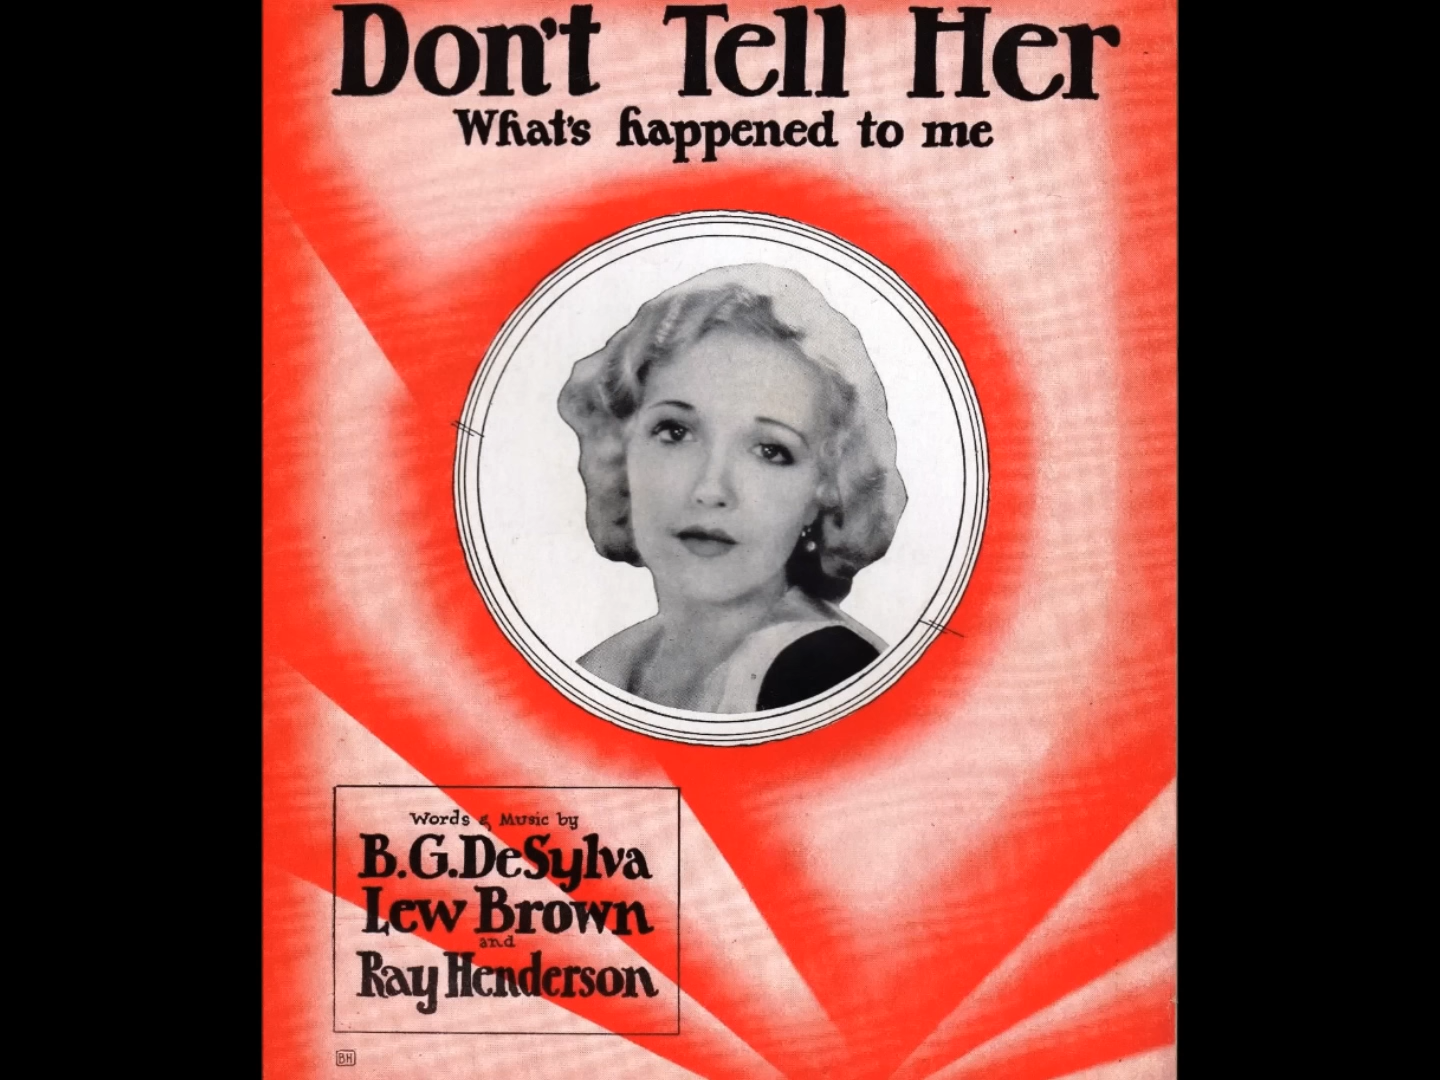 Don't Tell Her
What's happened to me
Words & Music by
B.G.DeSylva
Lew Brown
and
Ray Henderson
BH